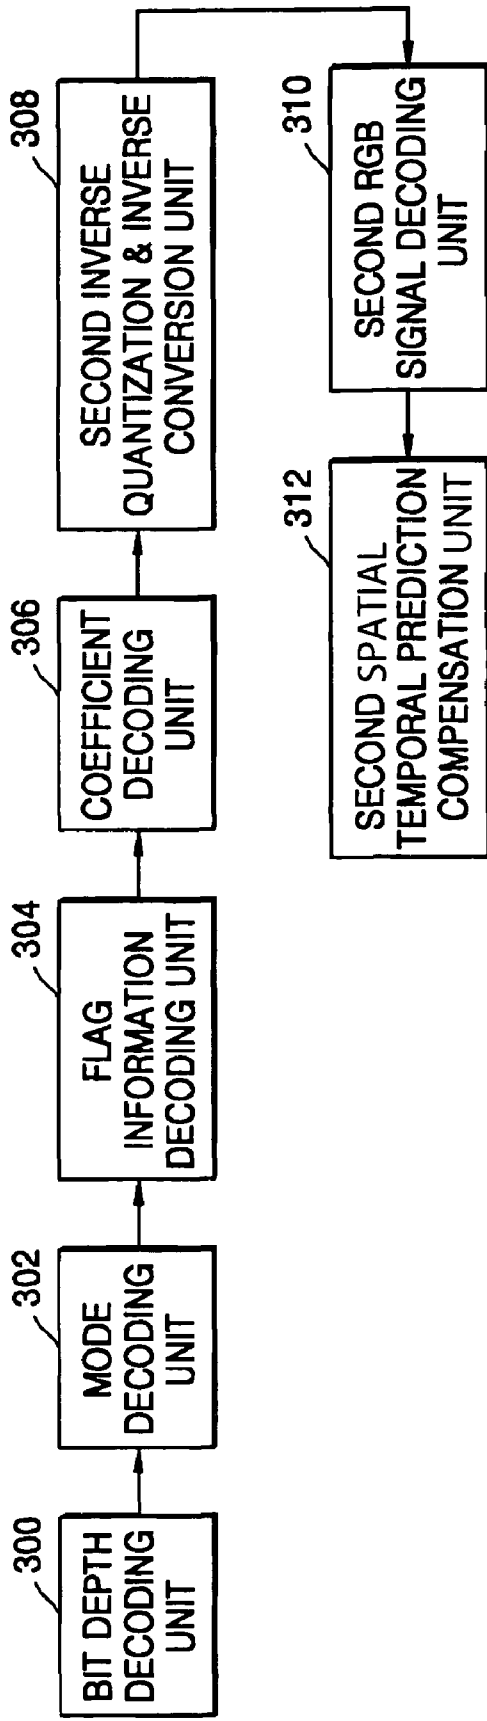 300
BIT DEPTH
DECODING
UNIT
302
MODE
DECODING
UNIT
304
FLAG
INFORMATION
DECODING UNIT
306
COEFFICIENT
DECODING
UNIT
308
SECOND INVERSE
QUANTIZATION & INVERSE
CONVERSION UNIT
310
SECOND RGB
SIGNAL DECODING
UNIT
312
SECOND SPATIAL
TEMPORAL PREDICTION
COMPENSATION UNIT